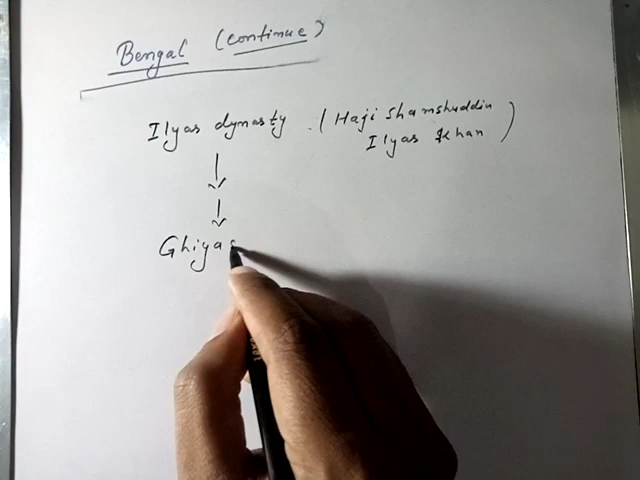 Bengal (continue)
Ilyas dynasty . (Haji Shamshuddin
Ilyas Khan)
Ghiyas